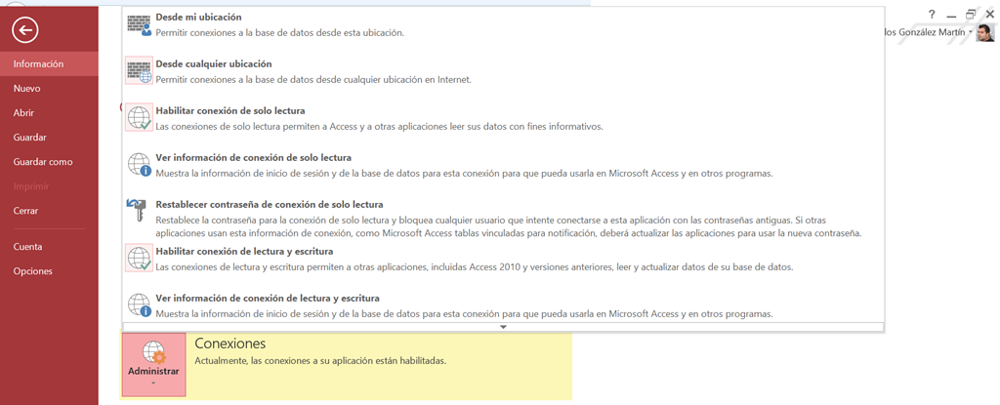 ?
los González Martín
Información
Nuevo
Abrir
Guardar
Guardar como
Imprimir
Cerrar
Cuenta
Opciones
Desde mi ubicación
Permitir conexiones a la base de datos desde esta ubicación.
Desde cualquier ubicación
Permitir conexiones a la base de datos desde cualquier ubicación en Internet.
Habilitar conexión de solo lectura
Las conexiones de solo lectura permiten a Access y a otras aplicaciones leer sus datos con fines informativos.
Ver información de conexión de solo lectura
Muestra la información de inicio de sesión y de la base de datos para esta conexión para que pueda usarla en Microsoft Access y en otros programas.
Restablecer contraseña de conexión de solo lectura
Restablece la contraseña para la conexión de solo lectura y bloquea cualquier usuario que intente conectarse a esta aplicación con las contraseñas antiguas. Si otras
aplicaciones usan esta información de conexión, como Microsoft Access tablas vinculadas para notificación, deberá actualizar las aplicaciones para usar la nueva contraseña.
Habilitar conexión de lectura y escritura
Las conexiones de lectura y escritura permiten a otras aplicaciones, incluidas Access 2010 y versiones anteriores, leer y actualizar datos de su base de datos.
Ver información de conexión de lectura y escritura
Muestra la información de inicio de sesión y de la base de datos para esta conexión para que pueda usarla en Microsoft Access y en otros programas.
Administrar
Conexiones
Actualmente, las conexiones a su aplicación están habilitadas.